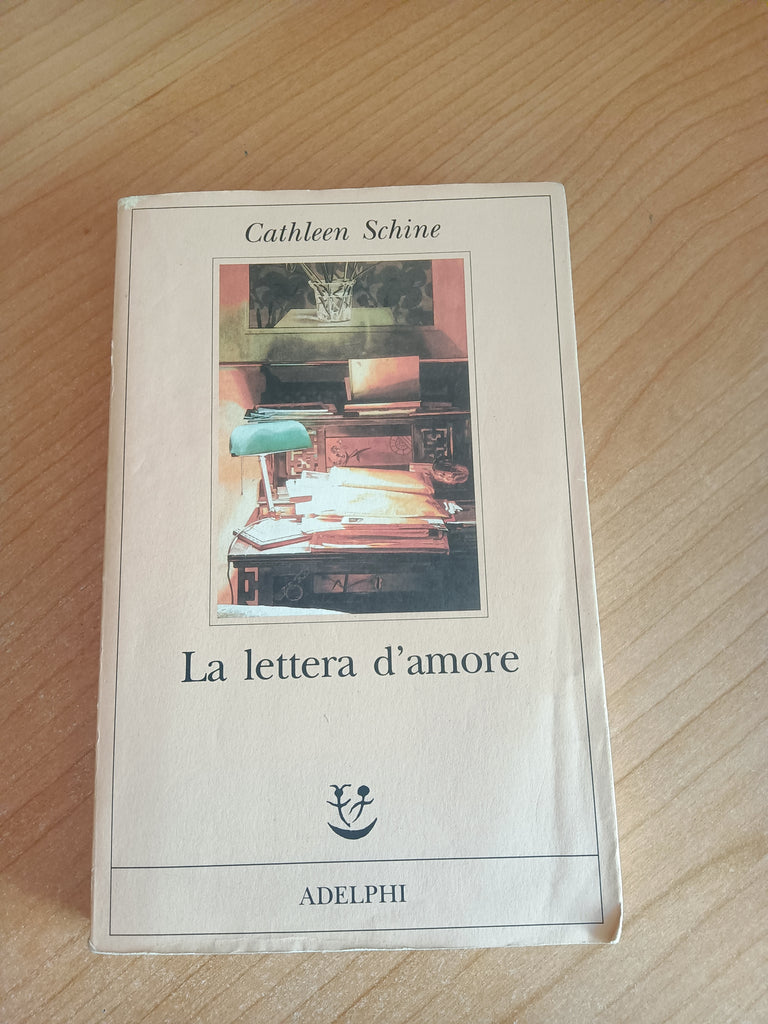 Cathleen Schine
La lettera d'amore
ADELPHI